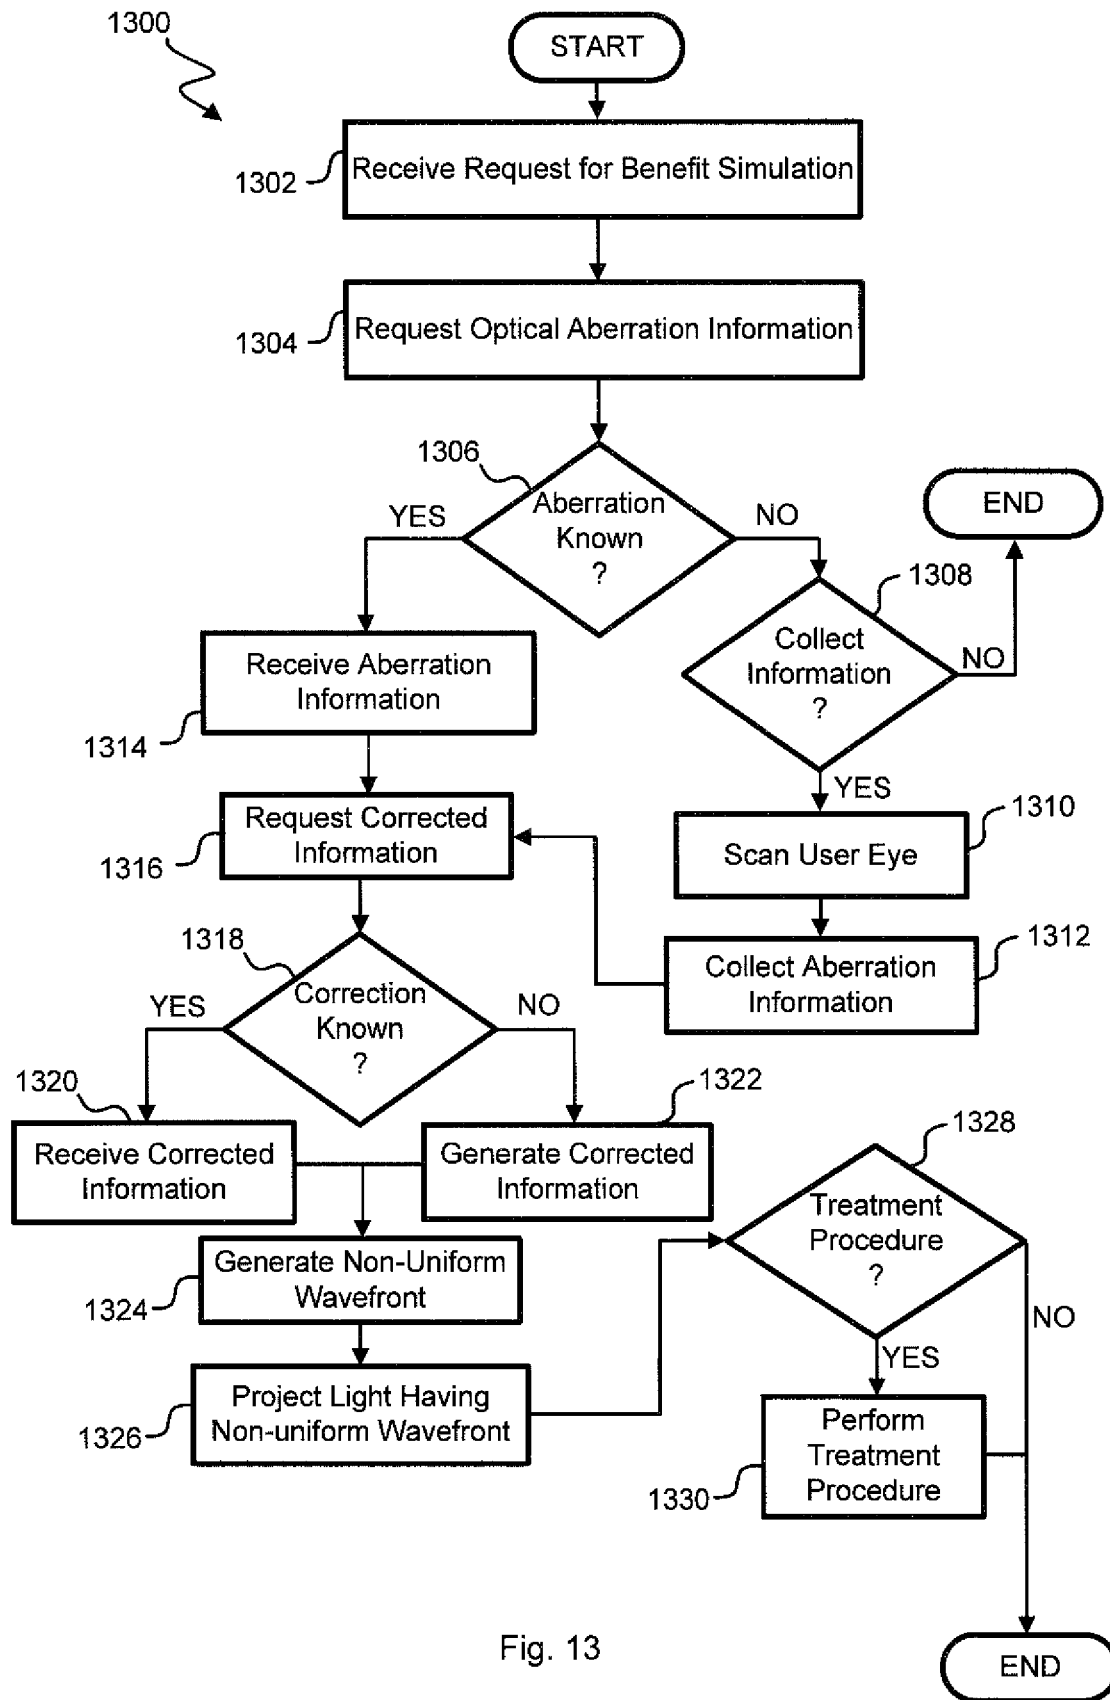 1300
START
1302
Receive Request for Benefit Simulation
1304
Request Optical Aberration Information
1306
Aberration
Known
?
YES
NO
END
1308
Collect
Information
?
NO
YES
Receive Aberration
Information
1314
1310
Scan User Eye
Request Corrected
Information
1316
1312
Collect Aberration
Information
1318
Correction
Known
?
YES
NO
1320
Receive Corrected
Information
1322
Generate Corrected
Information
1328
Treatment
Procedure
?
Generate Non-Uniform
Wavefront
1324
NO
YES
Project Light Having
Non-uniform Wavefront
1326
Perform
Treatment
Procedure
1330
Fig. 13
END